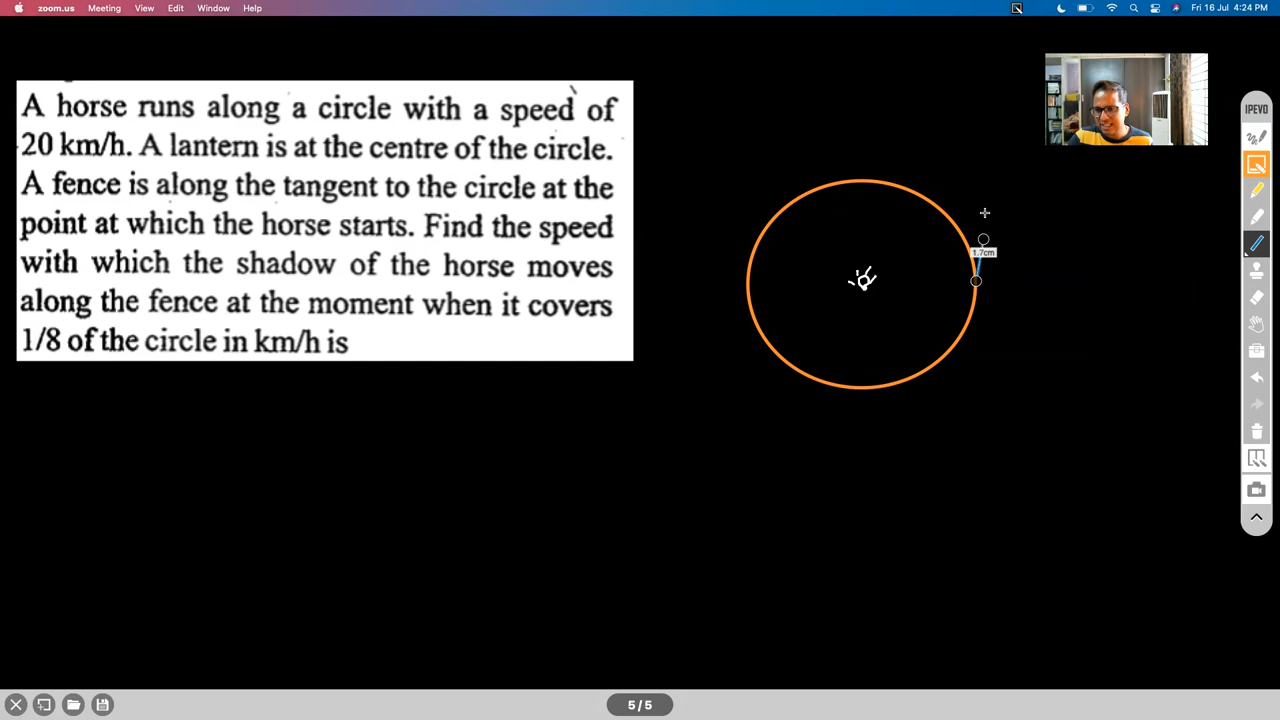 zoom.us Meeting View Edit Window Help
Fri 16 Jul 4:24 PM
A horse runs along a circle with a speed of
20 km/h. A lantern is at the centre of the circle.
A fence is along the tangent to the circle at the
point at which the horse starts. Find the speed
with which the shadow of the horse moves
along the fence at the moment when it covers
1/8 of the circle in km/h is
1.7cm
IPEVO
5 / 5